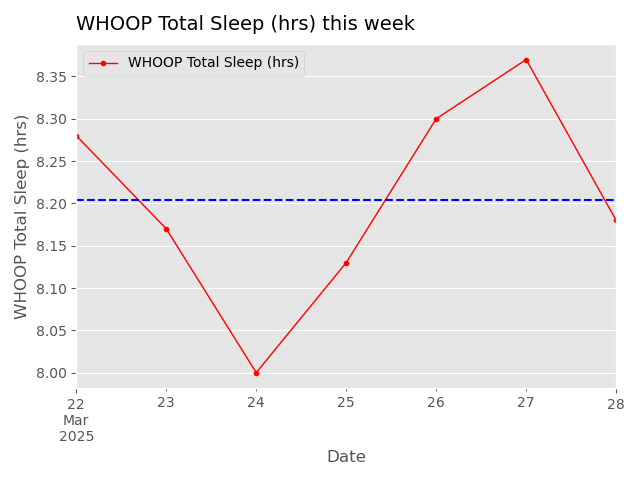 WHOOP Total Sleep (hrs) this week
WHOOP Total Sleep (hrs)
WHOOP Total Sleep (hrs)
8.35
8.30
8.25
8.20
8.15
8.10
8.05
8.00
22 23 24 25 26 27 28
Mar
2025
Date